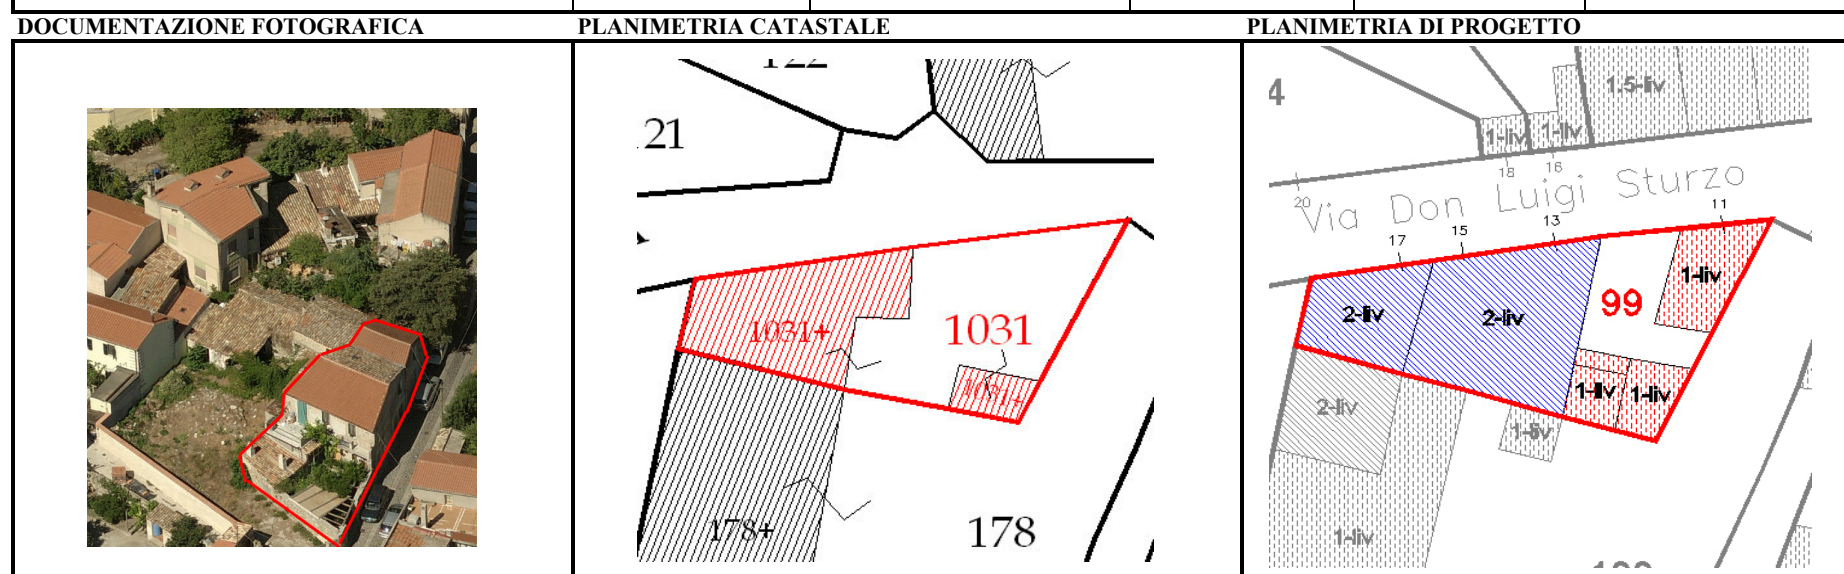 DOCUMENTAZIONE FOTOGRAFICA
PLANIMETRIA CATASTALE
21
1031+
1031
1031+
178+
178
PLANIMETRIA DI PROGETTO
4
1.5-liv
1-liv
1-liv
18
16
20
Via Don Luigi Sturzo
17
15
13
11
2-liv
2-liv
99
1-liv
1-liv
1-liv
2-liv
1-liv
1-liv